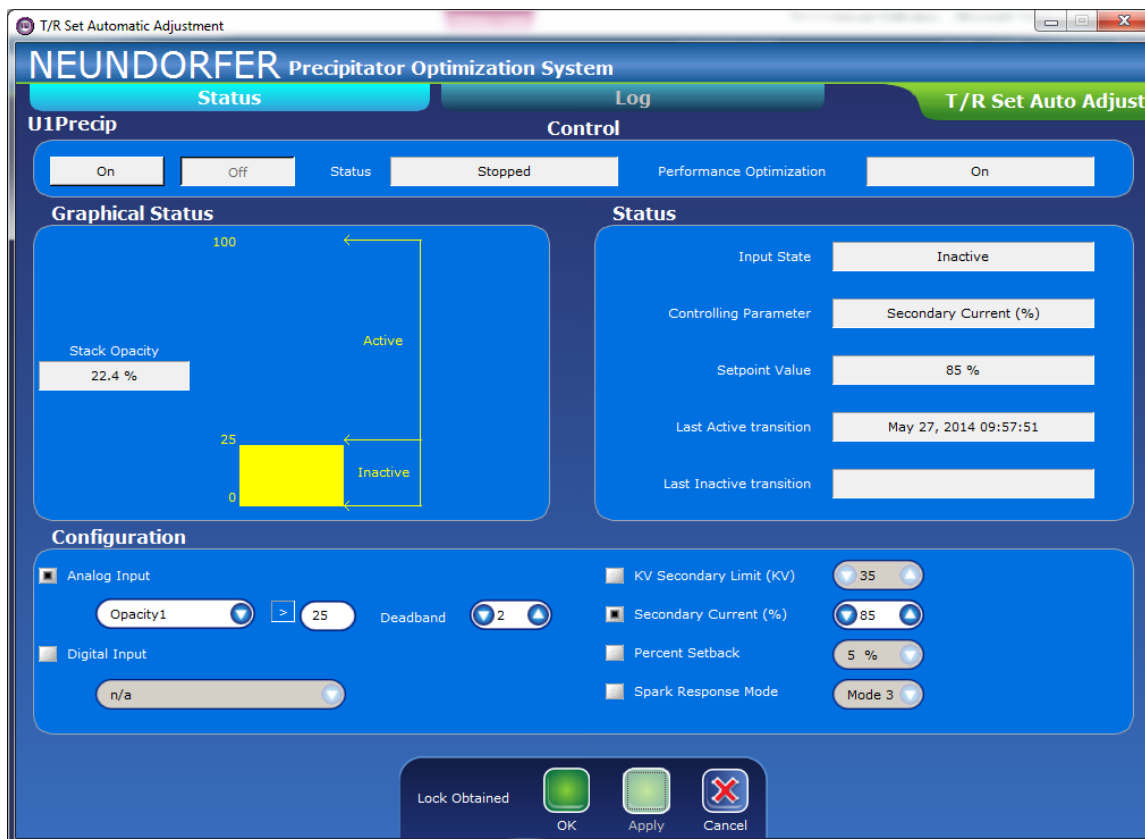 T/R Set Automatic Adjustment
NEUNDORFER Precipitator Optimization System
Status Log T/R Set Auto Adjust
U1Precip
Control
On Off Status Stopped Performance Optimization On
Graphical Status
100
Active
Stack Opacity
22.4 %
25
Inactive
0
Status
Input State Inactive
Controlling Parameter Secondary Current (%)
Setpoint Value 85 %
Last Active transition May 27, 2014 09:57:51
Last Inactive transition
Configuration
Analog Input
Opacity1 > 25 Deadband 2
Digital Input
n/a
KV Secondary Limit (KV) 35
Secondary Current (%) 85
Percent Setback 5 %
Spark Response Mode Mode 3
Lock Obtained
OK Apply Cancel